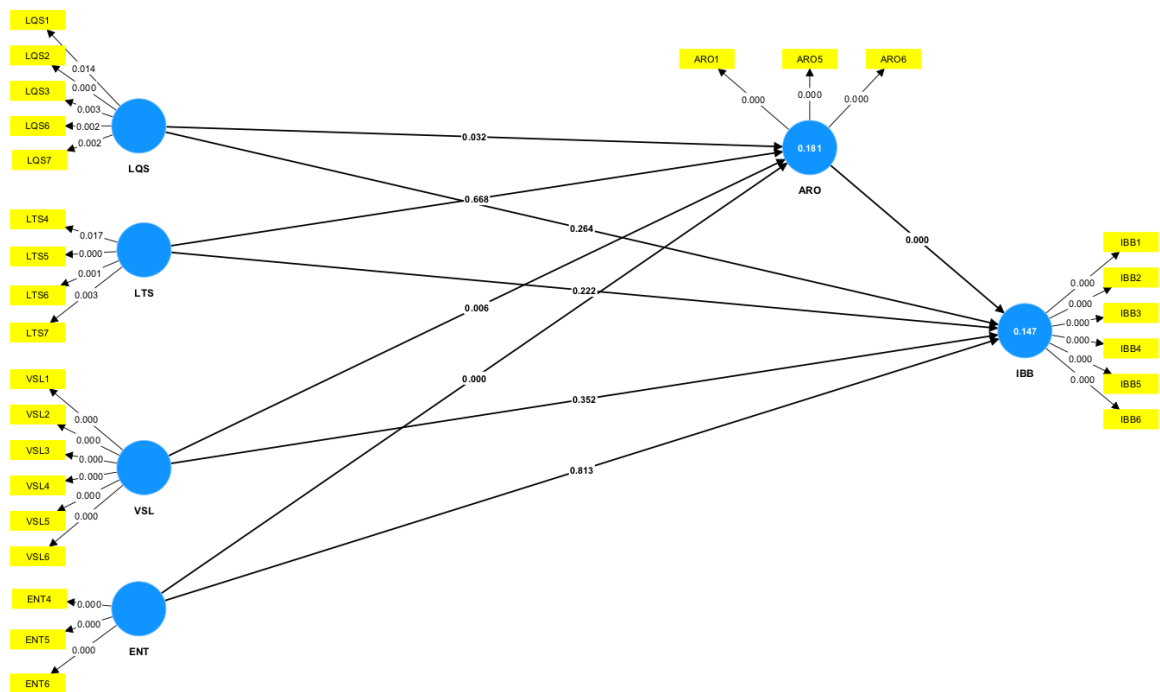 LQS1
LQS2
LQS3
LQS6
LQS7
0.014
0.000
0.003
0.002
0.002
LQS
LTS4
LTS5
LTS6
LTS7
0.017
0.000
0.001
0.003
LTS
VSL1
VSL2
VSL3
VSL4
VSL5
VSL6
0.000
0.000
0.000
0.000
0.000
0.000
VSL
ENT4
ENT5
ENT6
0.000
0.000
0.000
ENT
0.032
0.668
0.264
0.222
0.006
0.000
0.352
0.813
ARO1
ARO5
ARO6
0.000
0.000
0.000
0.181
ARO
0.000
0.147
IBB
0.000
0.000
0.000
0.000
0.000
0.000
IBB1
IBB2
IBB3
IBB4
IBB5
IBB6